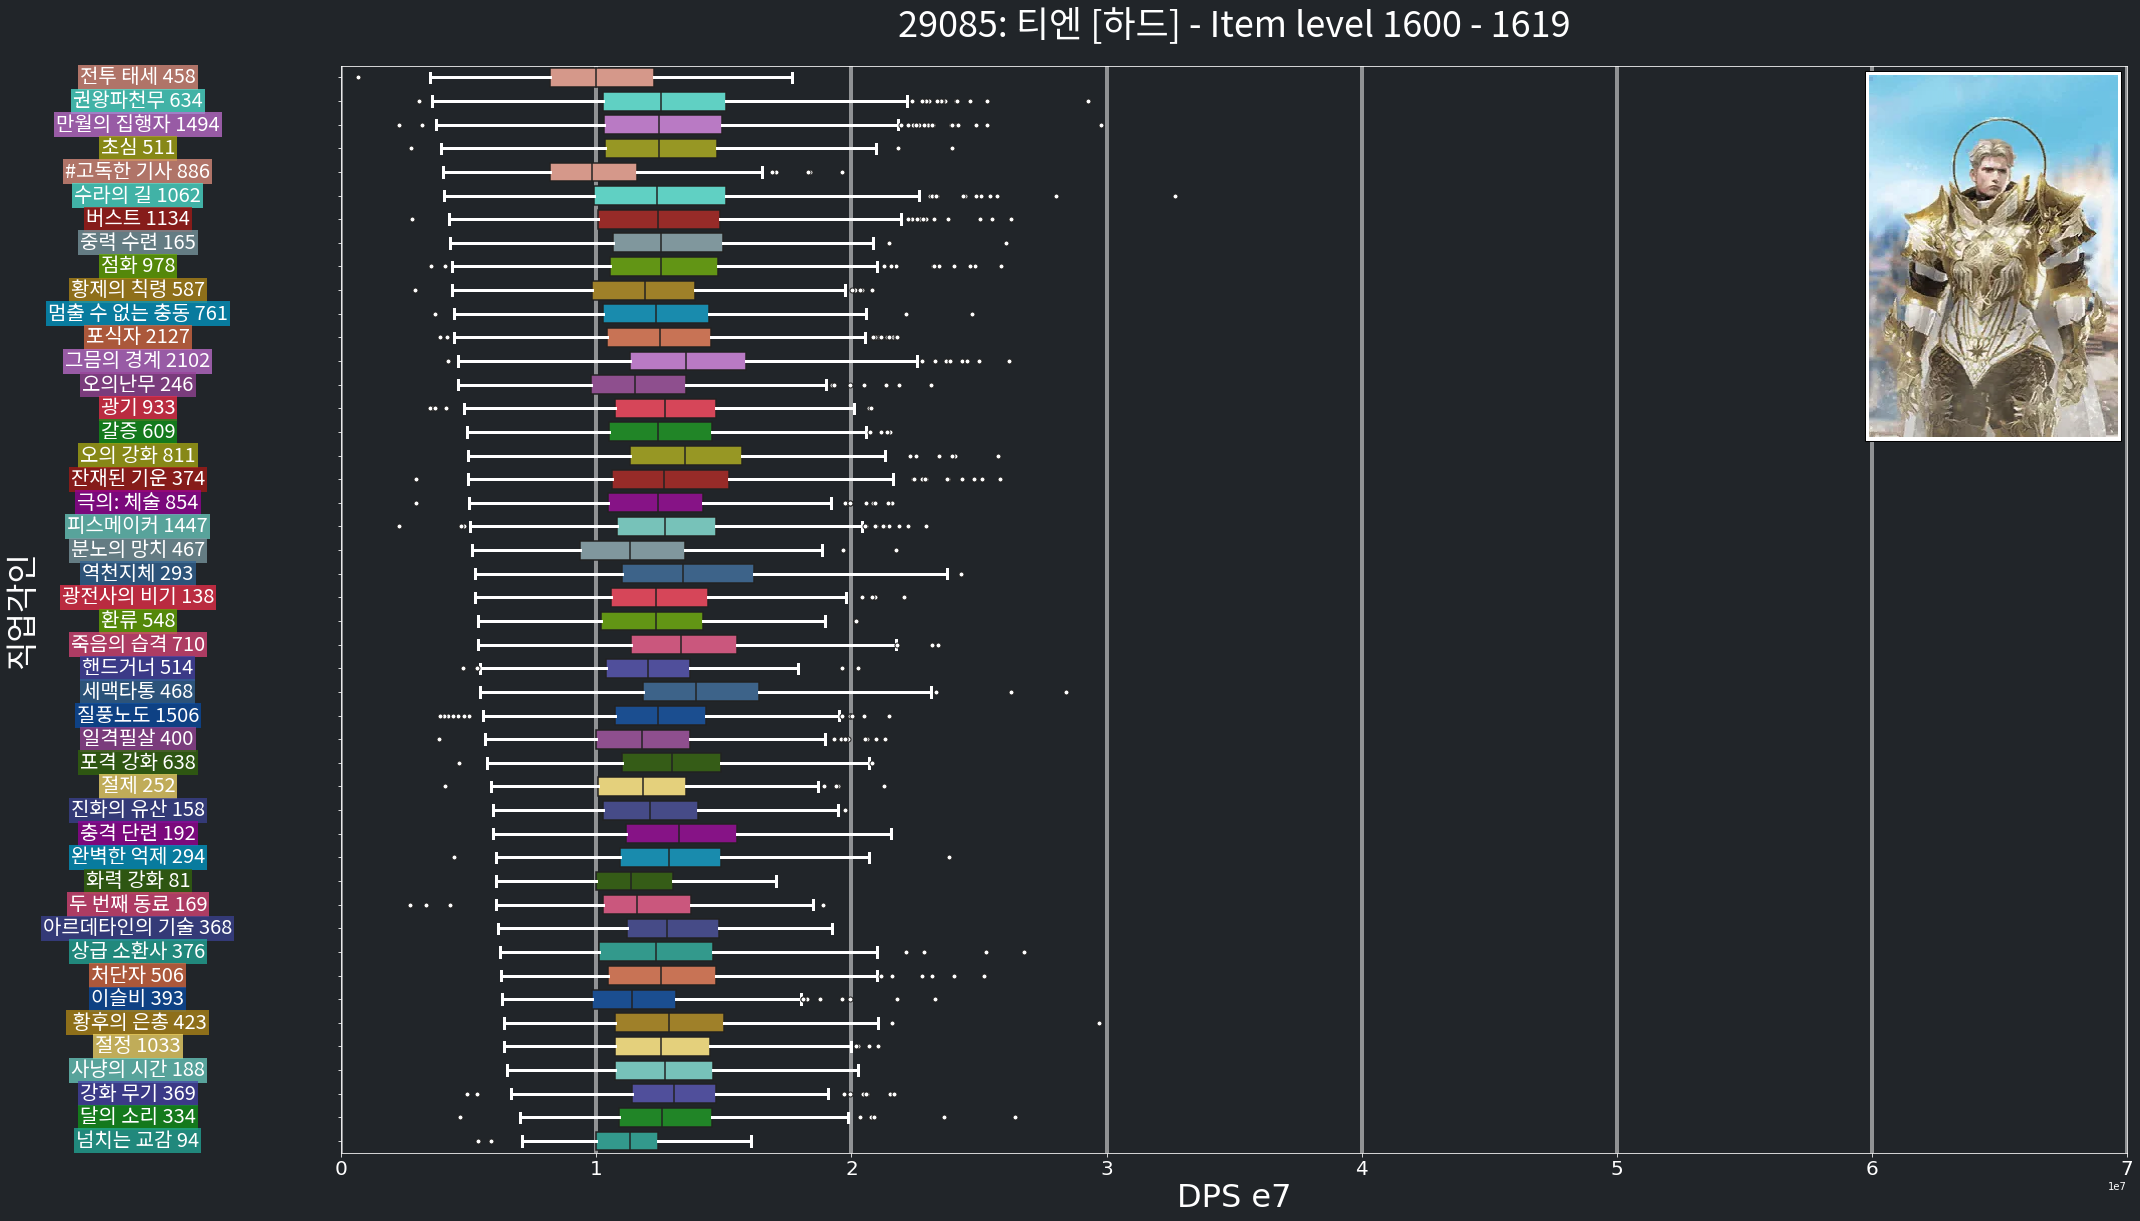 29085: 티엔 [하드] - Item level 1600 - 1619
전투 태세 458
권왕파천무 634
만월의 집행자 1494
초심 511
#고독한 기사 886
수라의 길 1062
버스트 1134
중력 수련 165
점화 978
황제의 칙령 587
멈출 수 없는 충동 761
포식자 2127
그믐의 경계 2102
오의난무 246
광기 933
갈증 609
오의 강화 811
잔재된 기운 374
극의: 체술 854
피스메이커 1447
분노의 망치 467
역천지체 293
광전사의 비기 138
환류 548
죽음의 습격 710
핸드거너 514
세맥타통 468
질풍노도 1506
일격필살 400
포격 강화 638
절제 252
진화의 유산 158
충격 단련 192
완벽한 억제 294
화력 강화 81
두 번째 동료 169
아르데타인의 기술 368
상급 소환사 376
처단자 506
이슬비 393
황후의 은총 423
절정 1033
사냥의 시간 188
강화 무기 369
달의 소리 334
넘치는 교감 94
직업각인
0 1 2 3 4 5 6 7
1e7
DPS e7